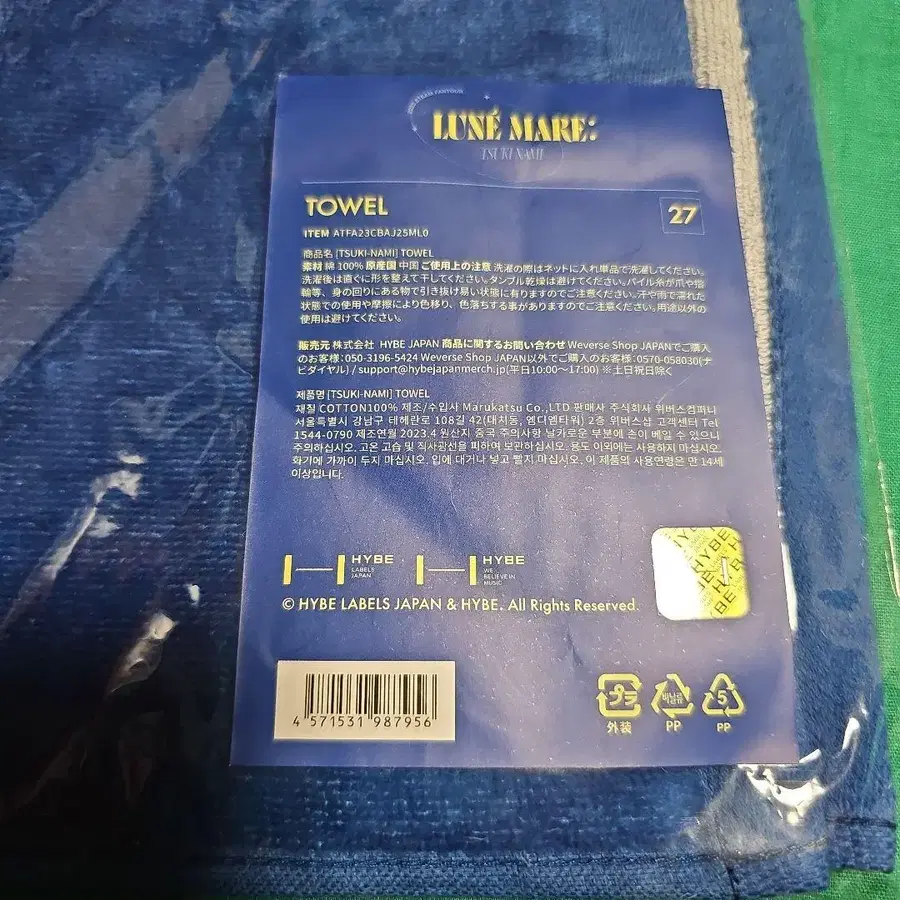 LUNÉ MARE:
TSUKI NAMI
TOWEL
27
ITEM ATFA23CBAJ25ML0
商品名 [TSUKI-NAMI] TOWEL
素材 綿 100% 原産国 中国 ご使用上の注意 洗濯の際はネットに入れ単品で洗濯してください。
洗濯後は直ぐに形を整えて干してください。タンブル乾燥は避けてください。パイル糸が爪や指
輪等、身の回りにある物で引き抜け易い状態に有りますのでご注意ください。汗や雨で濡れた
状態での使用や摩擦により色移り、色落ちする事がありますのでご注意ください。用途以外の
使用は避けてください。
販売元 株式会社 HYBE JAPAN 商品に関するお問い合わせ Weverse Shop JAPANでご購入
のお客様:050-3196-5424 Weverse Shop JAPAN以外でご購入のお客様:0570-058030(ナ
ビダイヤル) / support@hybejapanmerch.jp(平日10:00〜17:00) ※土日祝日除く
제품명 [TSUKI-NAMI] TOWEL
재질 COTTON100% 제조/수입사 Marukatsu Co.,LTD 판매사 주식회사 위버스컴퍼니
서울특별시 강남구 테헤란로 108길 42(대치동, 엠디엠타워) 2층 위버스샵 고객센터 Tel
1544-0790 제조연월 2023.4 원산지 중국 주의사항 날카로운 부분에 손이 베일 수 있으니
주의하십시오. 고온 고습 및 직사광선을 피하여 보관하십시오. 용도 이외에는 사용하지 마십시오.
화기에 가까이 두지 마십시오. 입에 대거나 넣고 빨지 마십시오. 이 제품의 사용연령은 만 14세
이상입니다.
HYBE LABELS JAPAN
HYBE WE BELIEVE IN MUSIC
© HYBE LABELS JAPAN & HYBE. All Rights Reserved.
HYBE
4 571531 987956
プラ
外装
비닐류
PP
5
PP